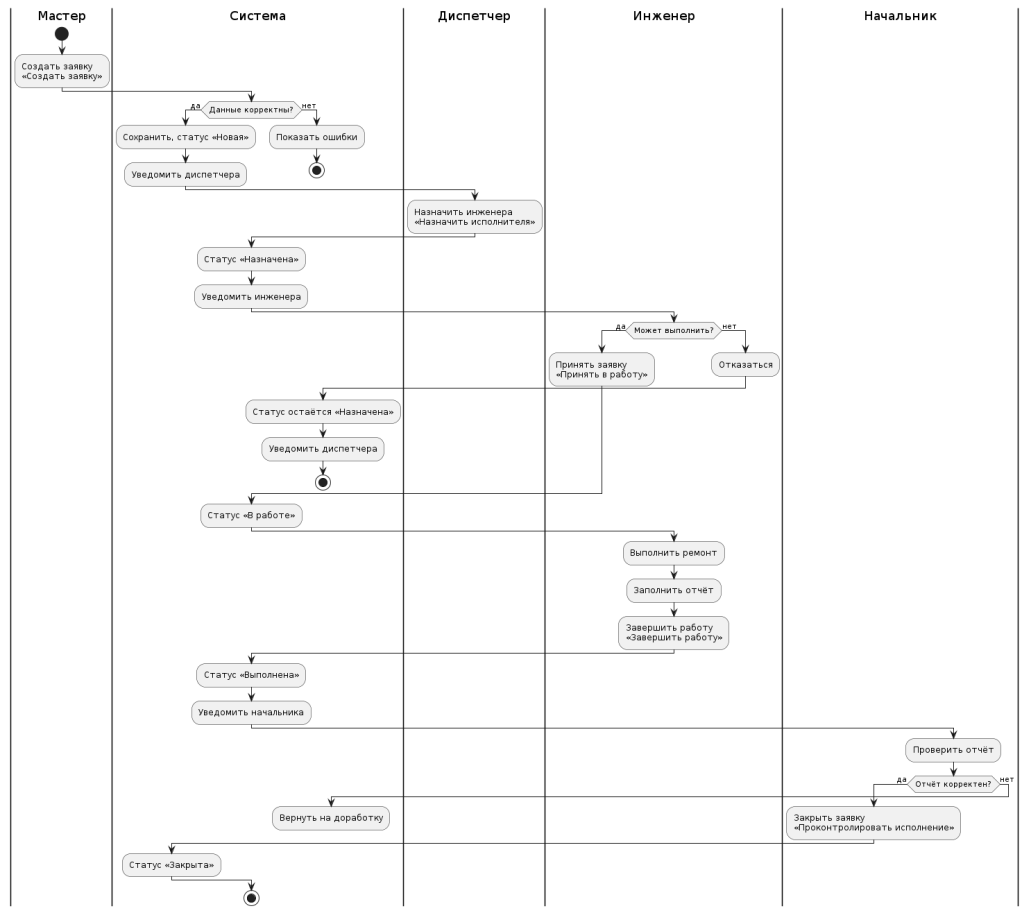 Мастер
Система
Диспетчер
Инженер
Начальник
Создать заявку
«Создать заявку»
да
Данные корректны?
нет
Сохранить, статус «Новая»
Показать ошибки
Уведомить диспетчера
Назначить инженера
«Назначить исполнителя»
Статус «Назначена»
Уведомить инженера
да
Может выполнить?
нет
Принять заявку
«Принять в работу»
Отказаться
Статус остаётся «Назначена»
Уведомить диспетчера
Статус «В работе»
Выполнить ремонт
Заполнить отчёт
Завершить работу
«Завершить работу»
Статус «Выполнена»
Уведомить начальника
Проверить отчёт
да
Отчёт корректен?
нет
Вернуть на доработку
Закрыть заявку
«Проконтролировать исполнение»
Статус «Закрыта»